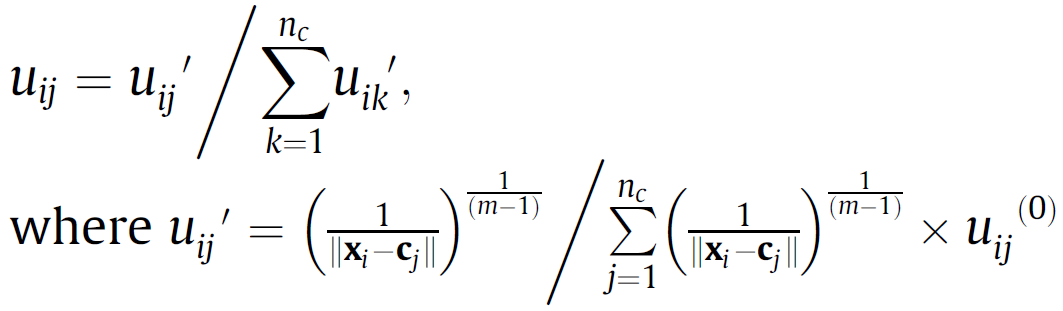 u_{ij} = u_{ij}' / \sum_{k=1}^{n_c} u_{ik}',
where u_{ij}' = \left( \frac{1}{\|\mathbf{x}_i - \mathbf{c}_j\|} \right)^{\frac{1}{(m-1)}} / \sum_{j=1}^{n_c} \left( \frac{1}{\|\mathbf{x}_i - \mathbf{c}_j\|} \right)^{\frac{1}{(m-1)}} \times u_{ij}^{(0)}